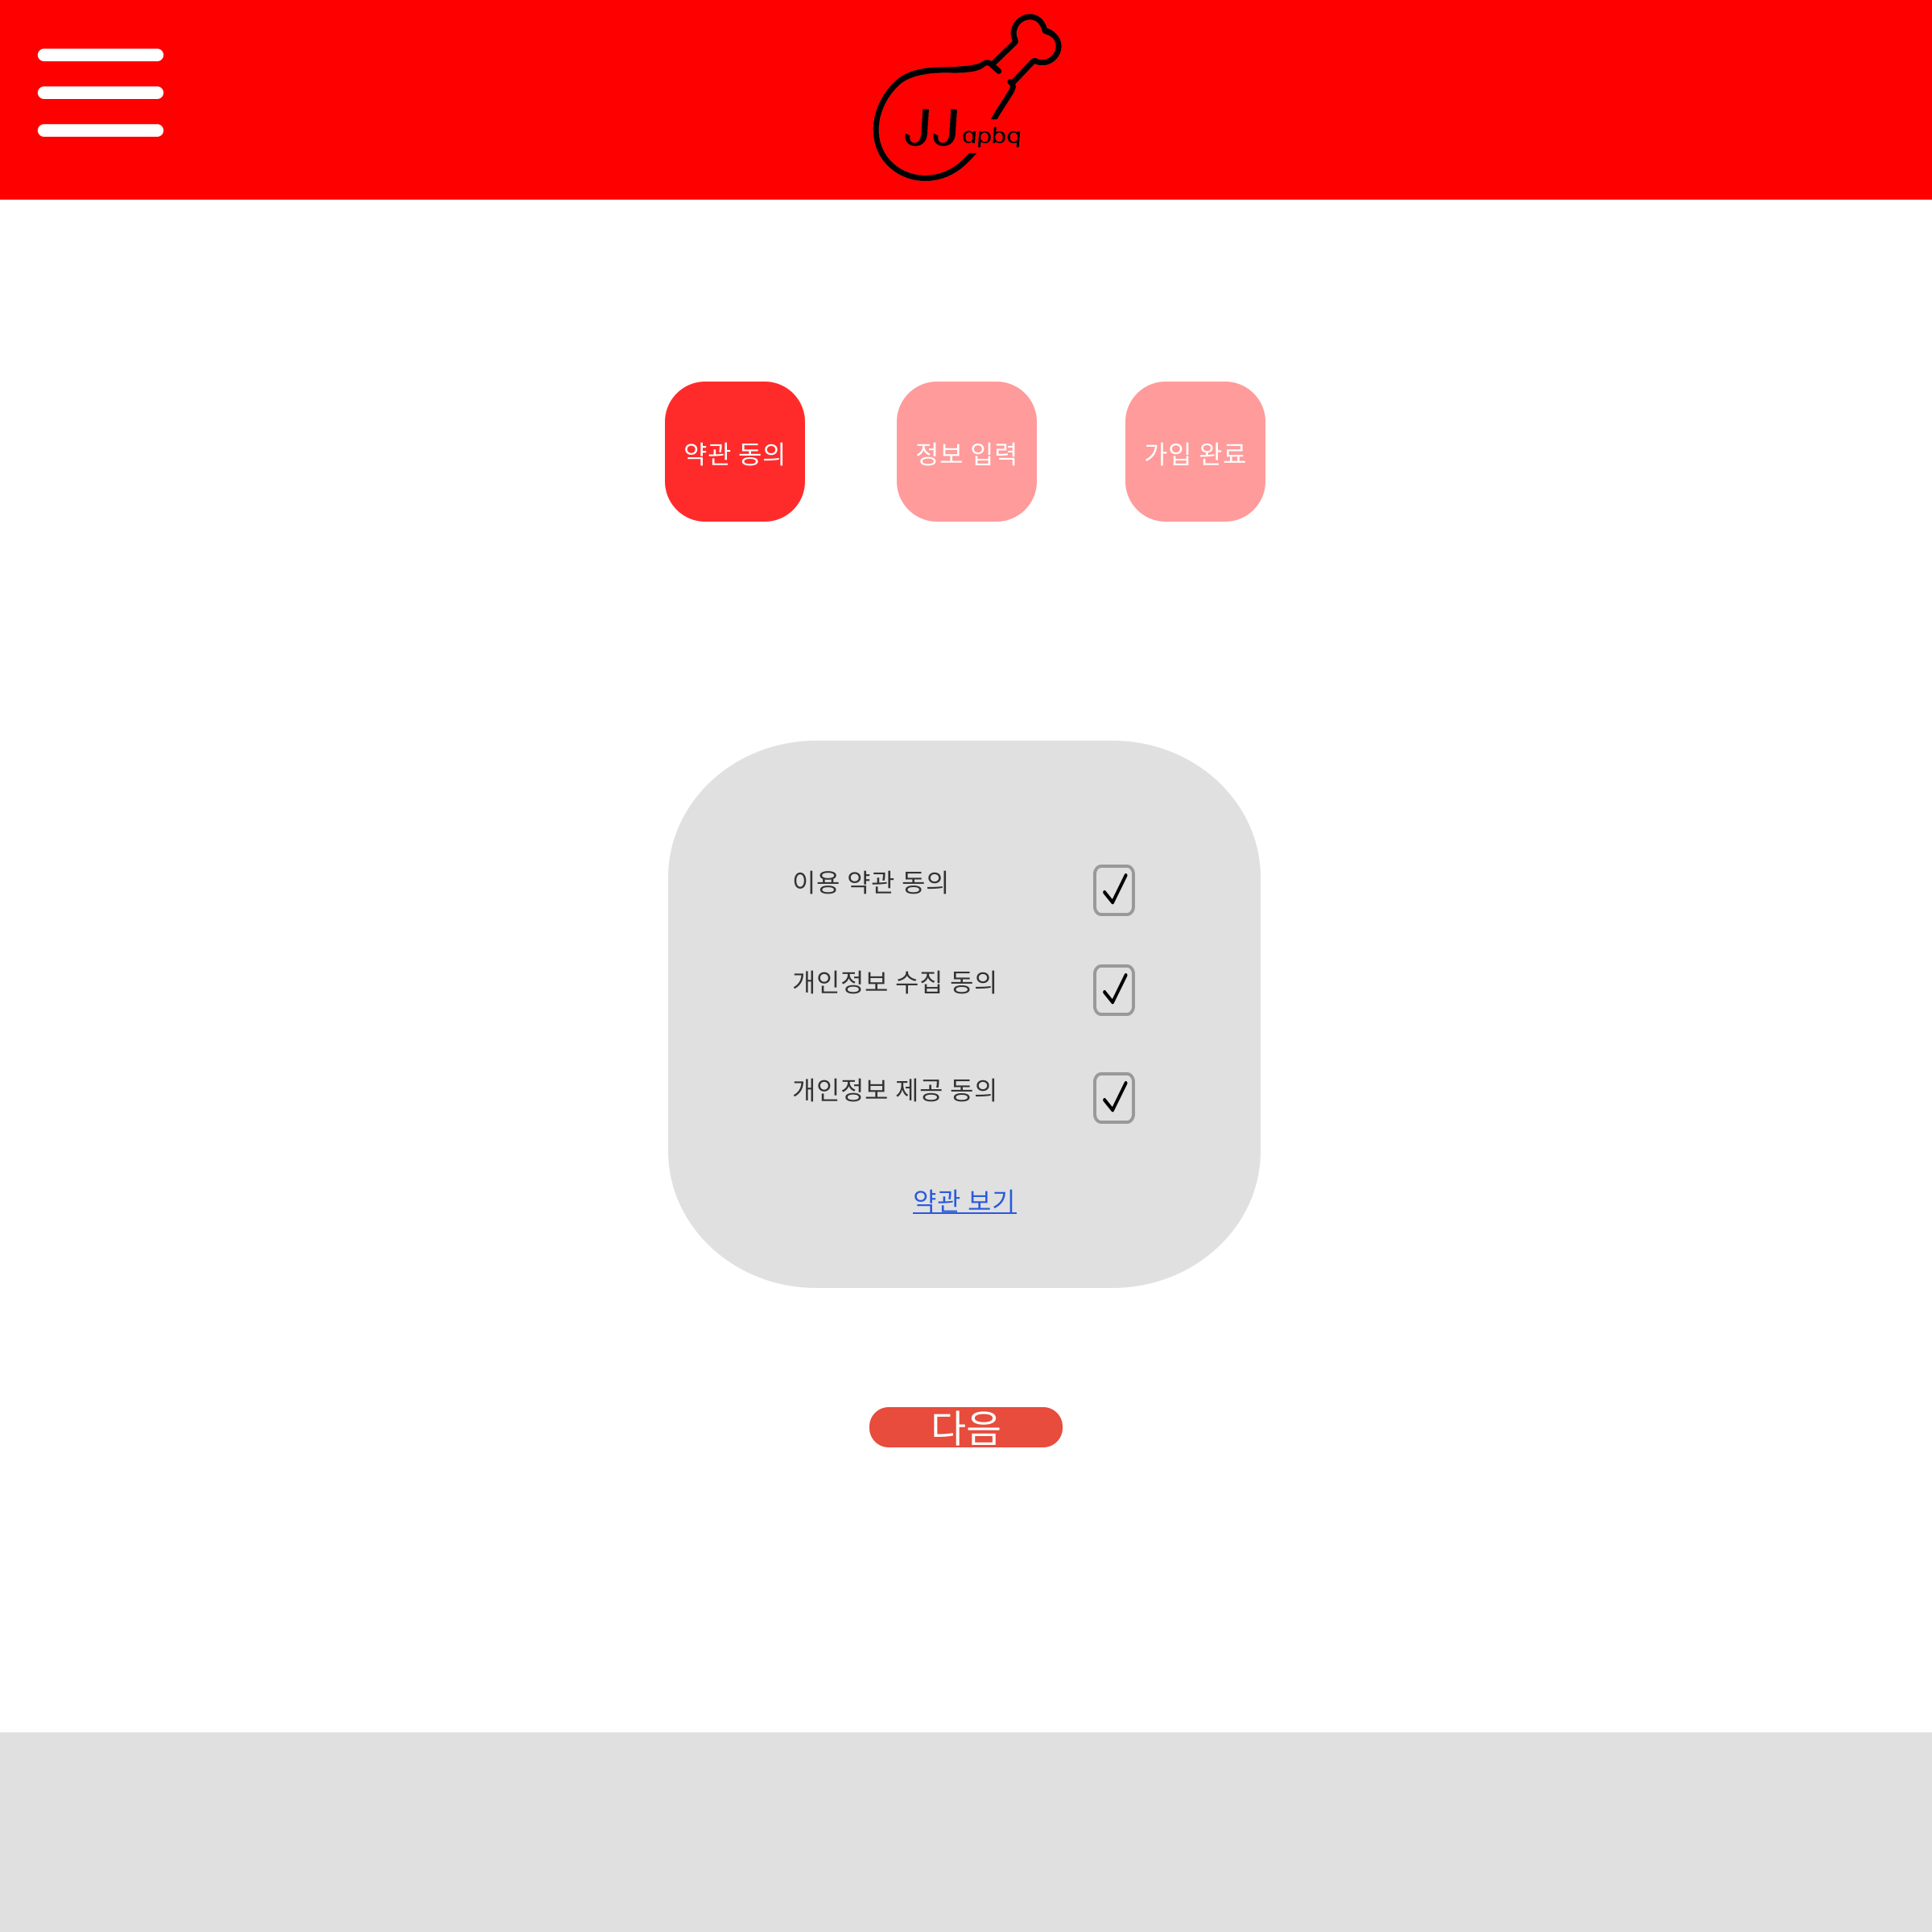 JJapbq
약관 동의
정보 입력
가입 완료
이용 약관 동의
개인정보 수집 동의
개인정보 제공 동의
약관 보기
다음